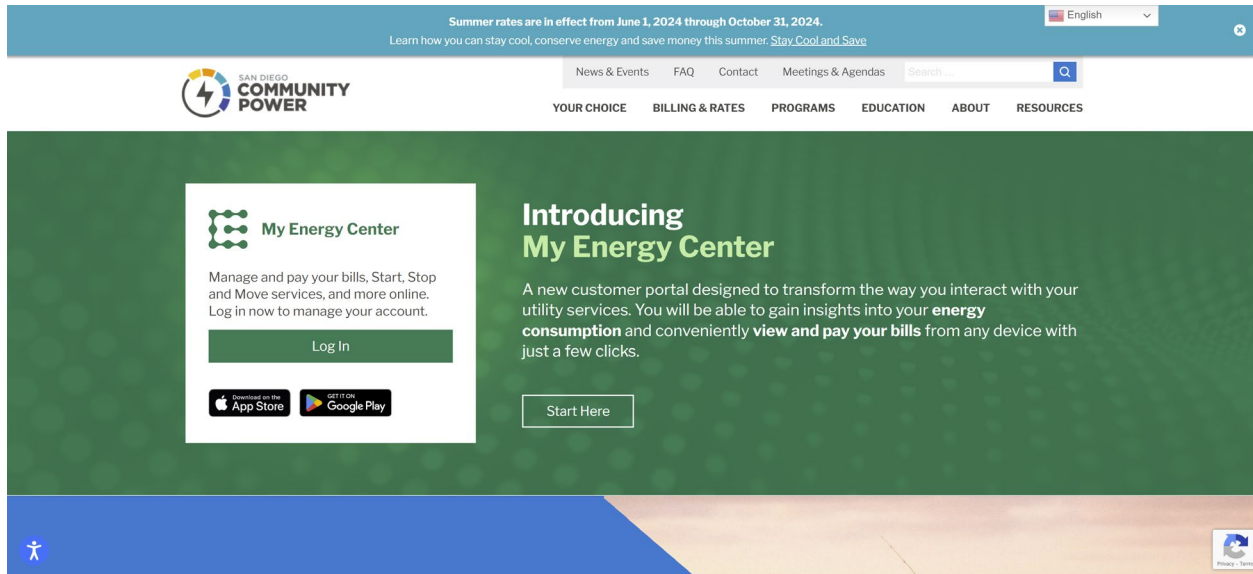 Summer rates are in effect from June 1, 2024 through October 31, 2024.
English
Learn how you can stay cool, conserve energy and save money this summer. Stay Cool and Save
News & Events FAQ Contact Meetings & Agendas Search ...
SAN DIEGO
COMMUNITY
POWER
YOUR CHOICE BILLING & RATES PROGRAMS EDUCATION ABOUT RESOURCES
My Energy Center
Manage and pay your bills, Start, Stop
and Move services, and more online.
Log in now to manage your account.
Log In
Download on the
App Store
GET IT ON
Google Play
Introducing
My Energy Center
A new customer portal designed to transform the way you interact with your
utility services. You will be able to gain insights into your energy
consumption and conveniently view and pay your bills from any device with
just a few clicks.
Start Here
Privacy - Terms